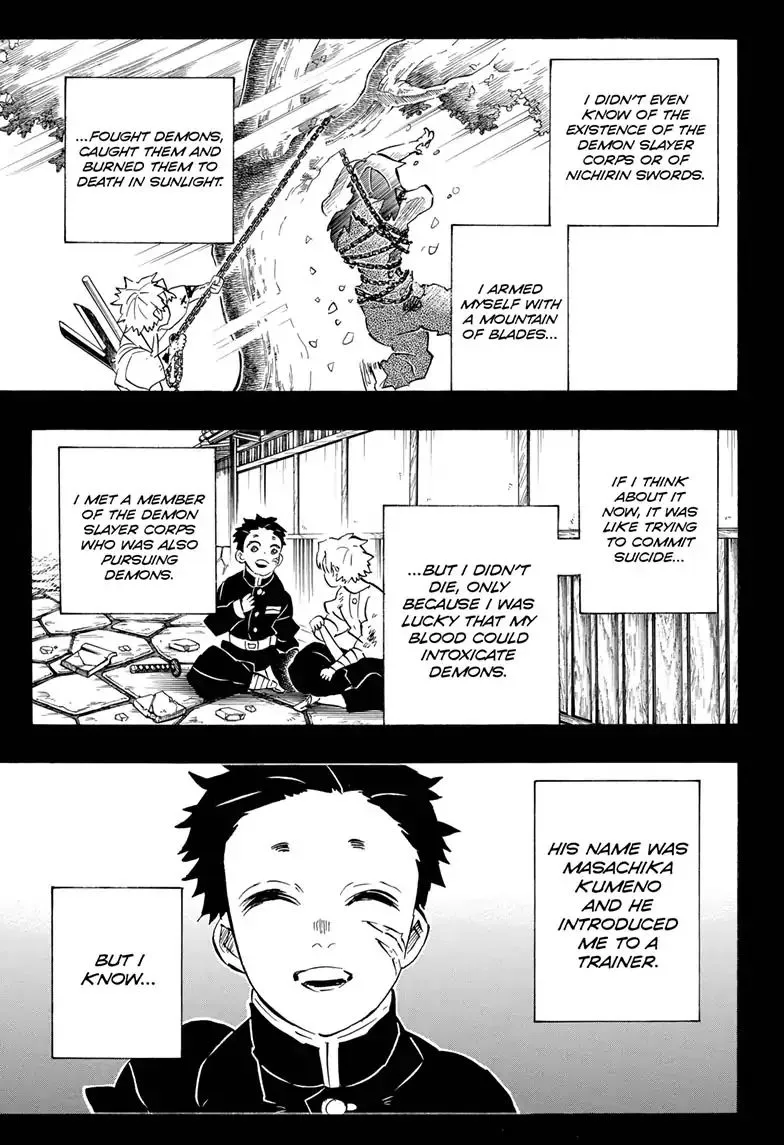 I DIDN'T EVEN
KNOW OF THE
EXISTENCE OF THE
DEMON SLAYER
CORPS OR OF
NICHIRIN SWORDS.
I ARMED
MYSELF WITH
A MOUNTAIN
OF BLADES...
...FOUGHT DEMONS,
CAUGHT THEM AND
BURNED THEM TO
DEATH IN SUNLIGHT.
IF I THINK
ABOUT IT
NOW, IT WAS
LIKE TRYING
TO COMMIT
SUICIDE...
...BUT I DIDN'T
DIE, ONLY
BECAUSE I WAS
LUCKY THAT MY
BLOOD COULD
INTOXICATE
DEMONS.
I MET A MEMBER
OF THE DEMON
SLAYER CORPS
WHO WAS ALSO
PURSUING
DEMONS.
HIS NAME WAS
MASACHIKA
KUMENO
AND HE
INTRODUCED
ME TO A
TRAINER.
BUT I
KNOW...